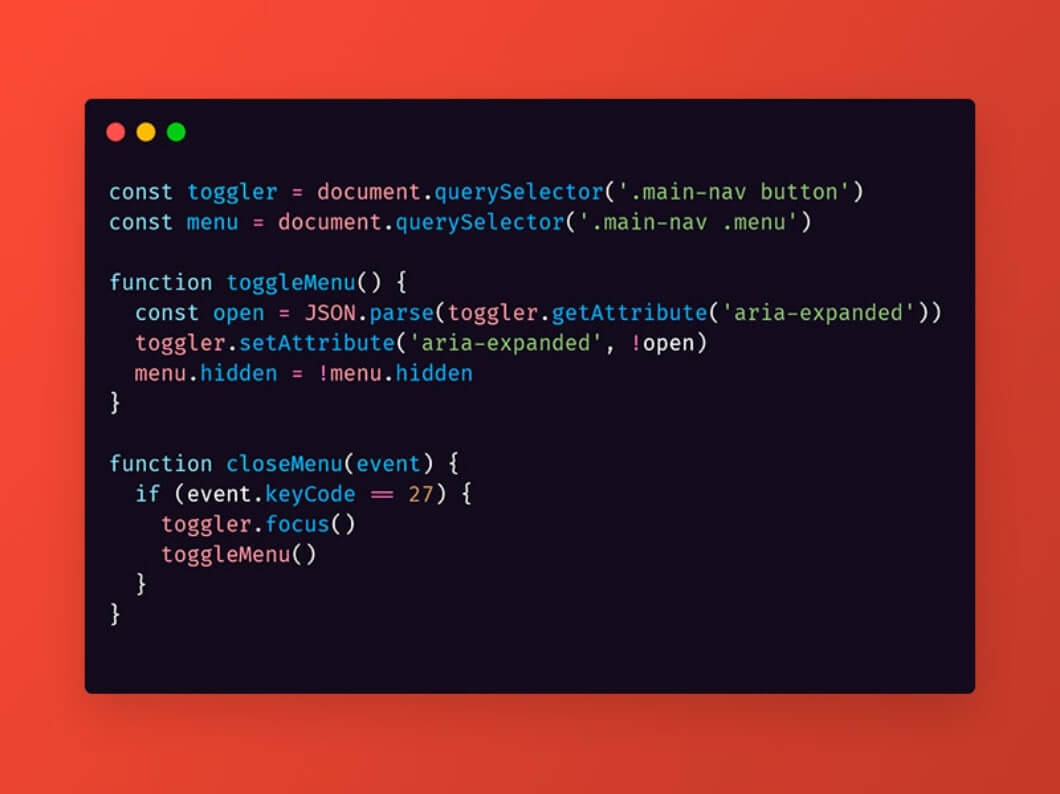 const toggler = document.querySelector('.main-nav button')
const menu = document.querySelector('.main-nav .menu')

function toggleMenu() {
  const open = JSON.parse(toggler.getAttribute('aria-expanded'))
  toggler.setAttribute('aria-expanded', !open)
  menu.hidden = !menu.hidden
}

function closeMenu(event) {
  if (event.keyCode == 27) {
    toggler.focus()
    toggleMenu()
  }
}